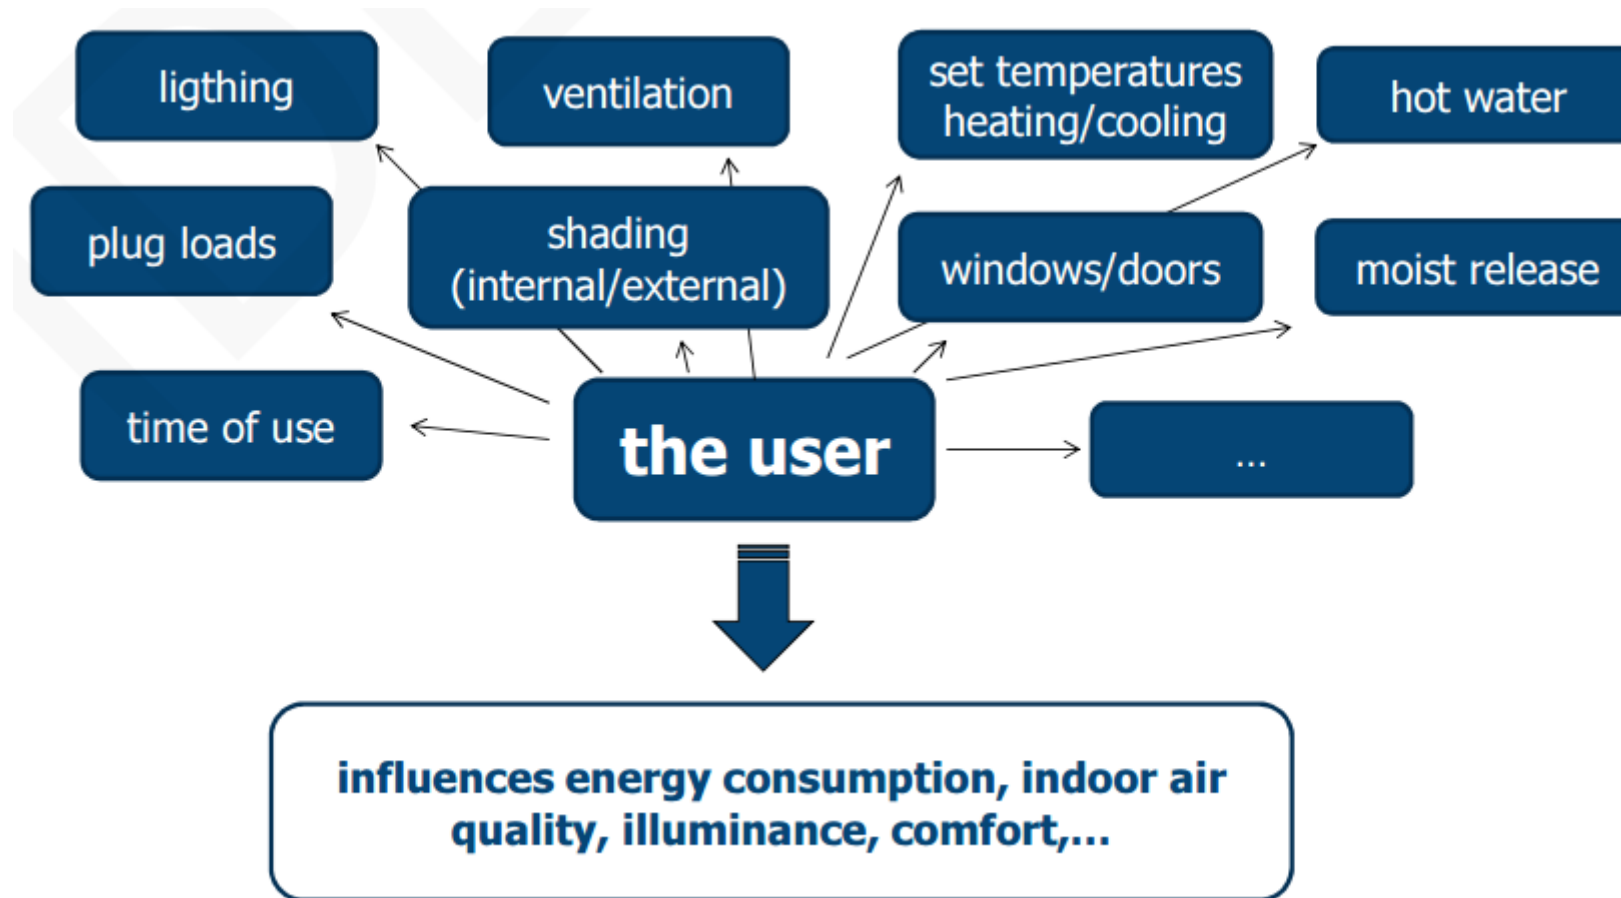 ligthing
ventilation
set temperatures
heating/cooling
hot water
plug loads
shading
(internal/external)
windows/doors
moist release
time of use
the user
...
influences energy consumption, indoor air
quality, illuminance, comfort,...